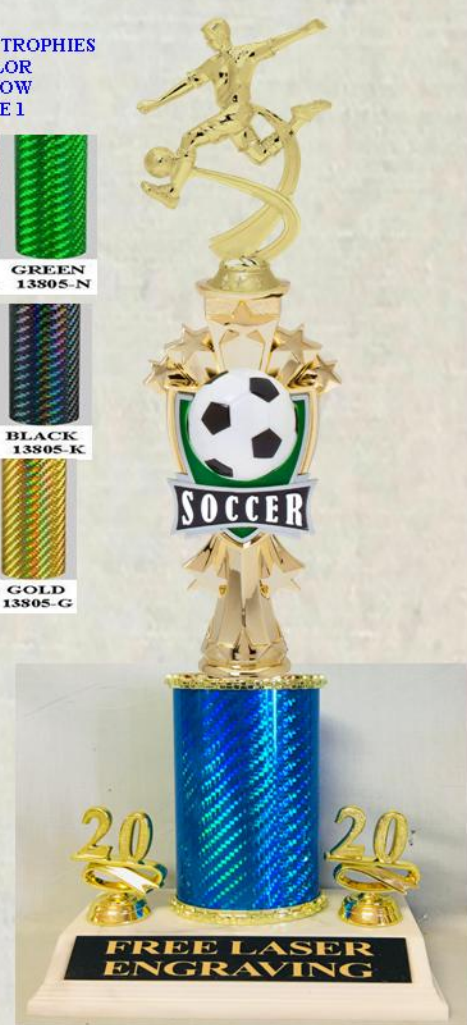 TROPHIES
LOR
OW
E 1
GREEN
13805-N
BLACK
13805-K
GOLD
13805-G
SOCCER
20
20
FREE LASER
ENGRAVING